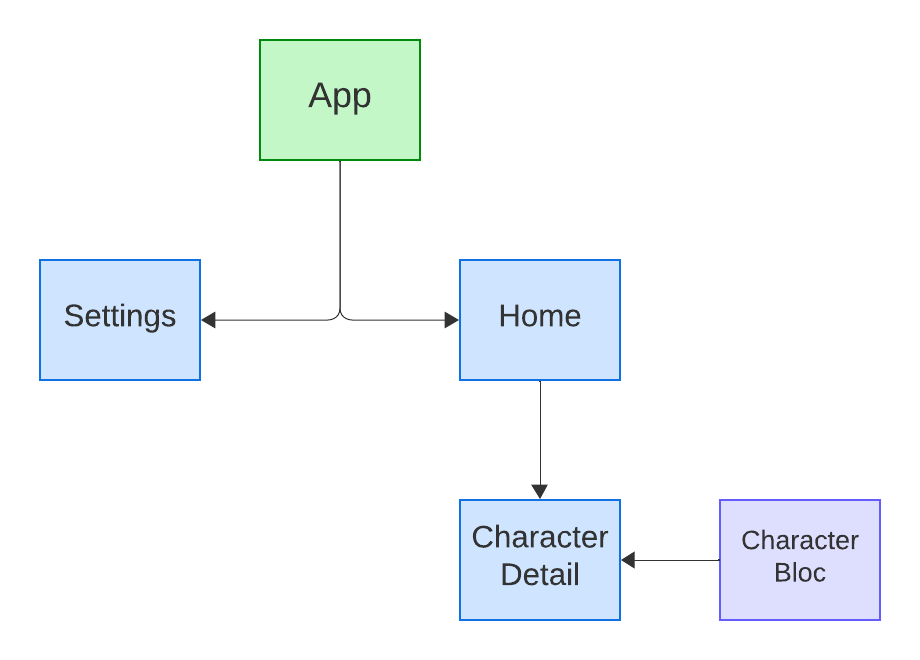 App
Settings
Home
Character
Detail
Character
Bloc